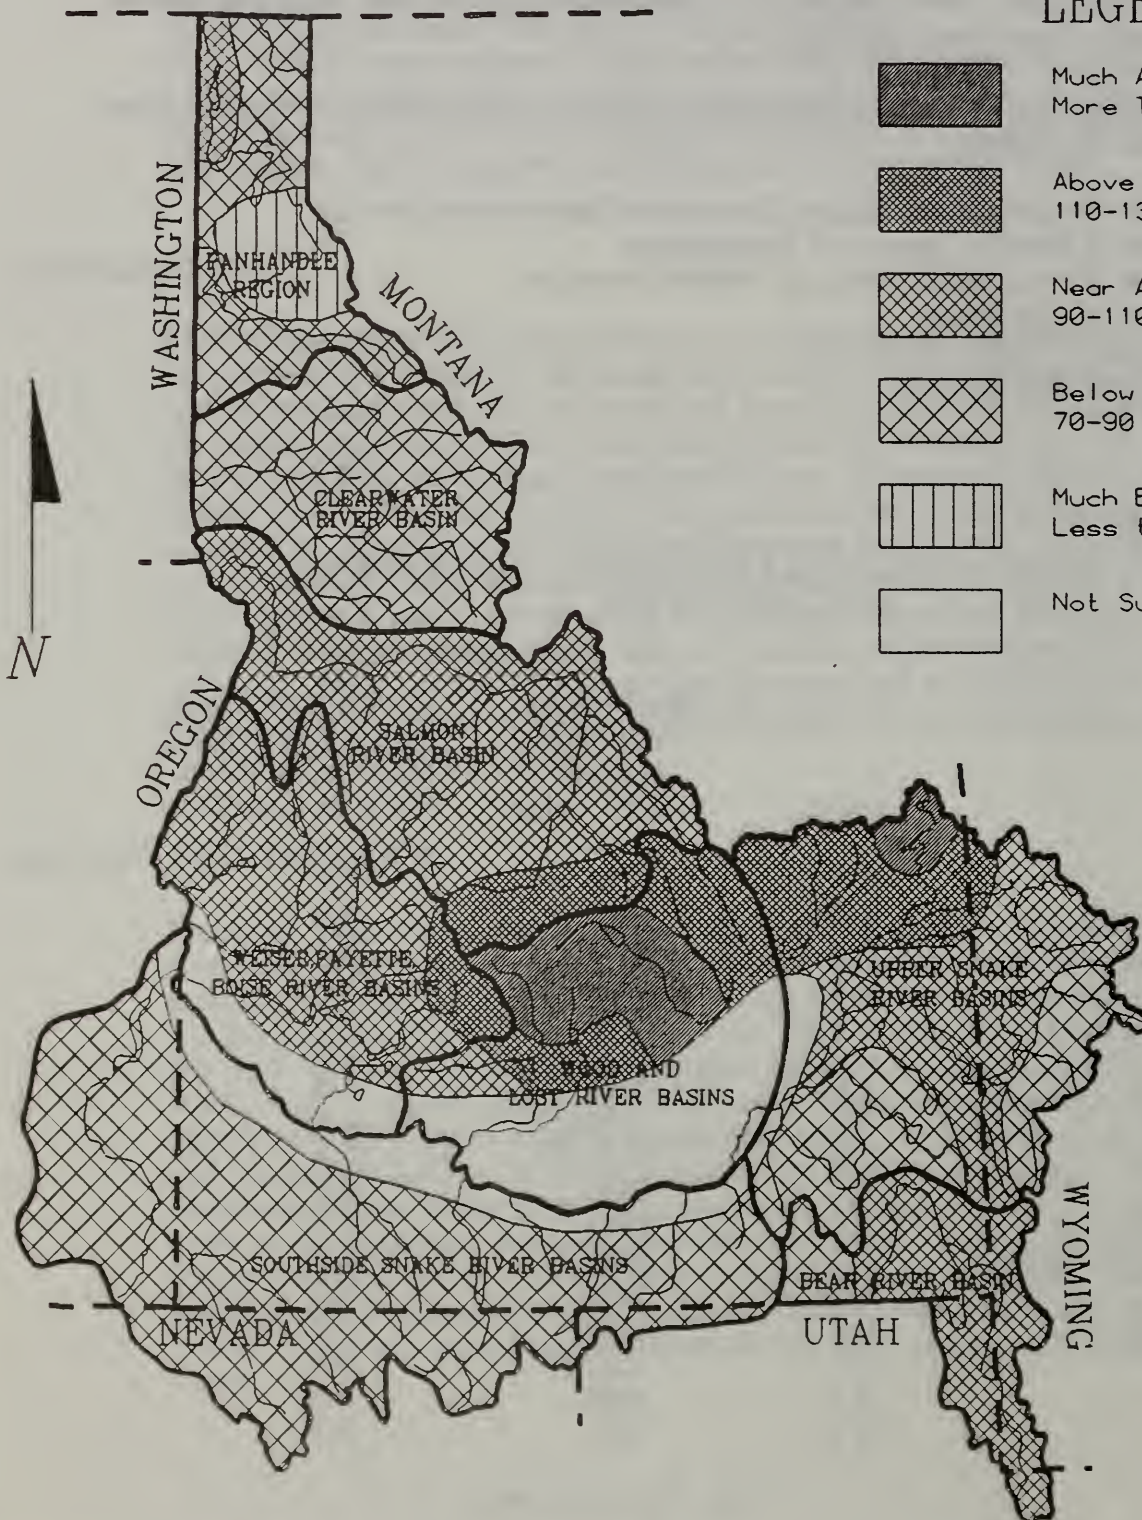 LEGE
Much A
More T
Above
110-13
Near A
90-110
Below
70-90
Much B
Less t
Not Su
WASHINGTON
PANHANDLE
REGION
MONTANA
CLEARWATER
RIVER BASIN
N
OREGON
SALMON
RIVER BASIN
WEISER, PAYETTE,
BOISE RIVER BASINS
UPPER SNAKE
RIVER BASINS
WOOD AND
LOST RIVER BASINS
SOUTHSIDE SNAKE RIVER BASINS
BEAR RIVER BASIN
WYOMING
NEVADA
UTAH